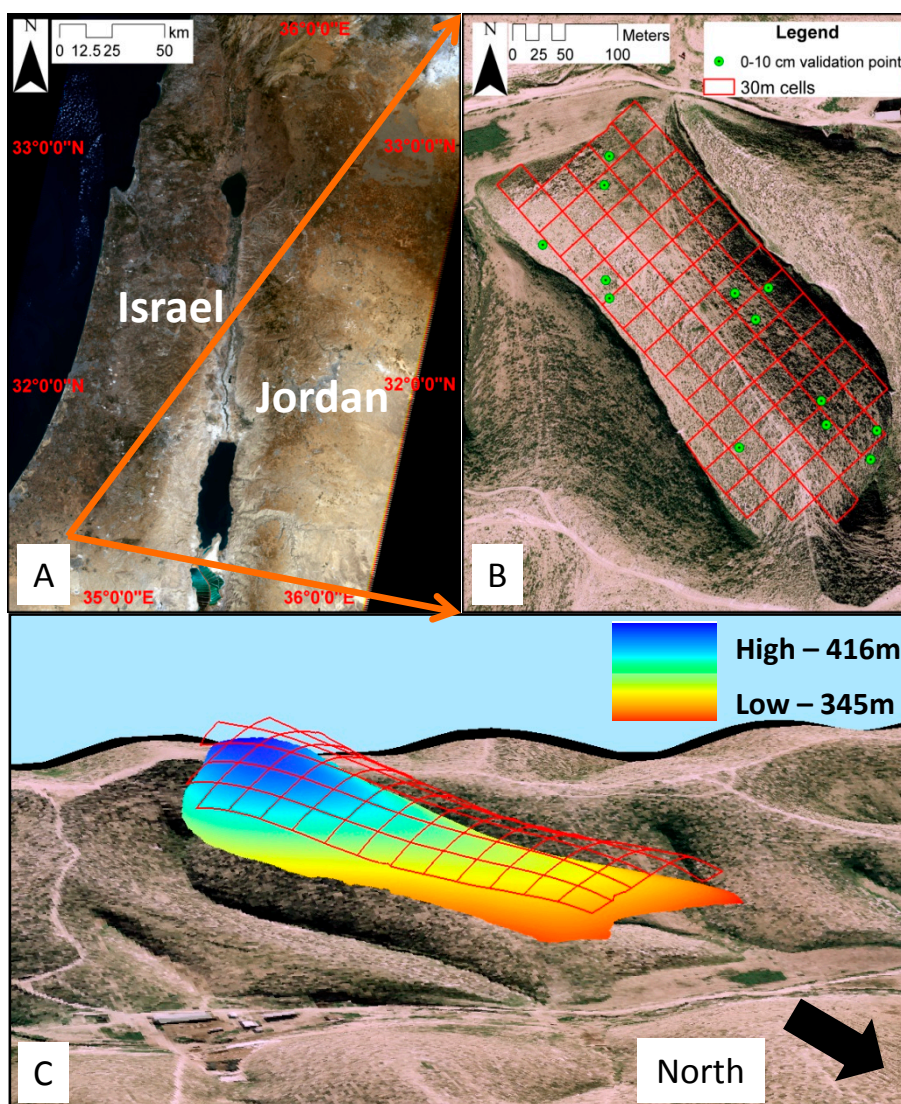 N
km
0 12.5 25 50
36°0'0"E
33°0'0"N
33°0'0"N
Israel
32°0'0"N
Jordan
32°0'0"N
A
35°0'0"E
36°0'0"E
N
Meters
0 25 50 100
Legend
0-10 cm validation point
30m cells
B
High – 416m
Low – 345m
C
North